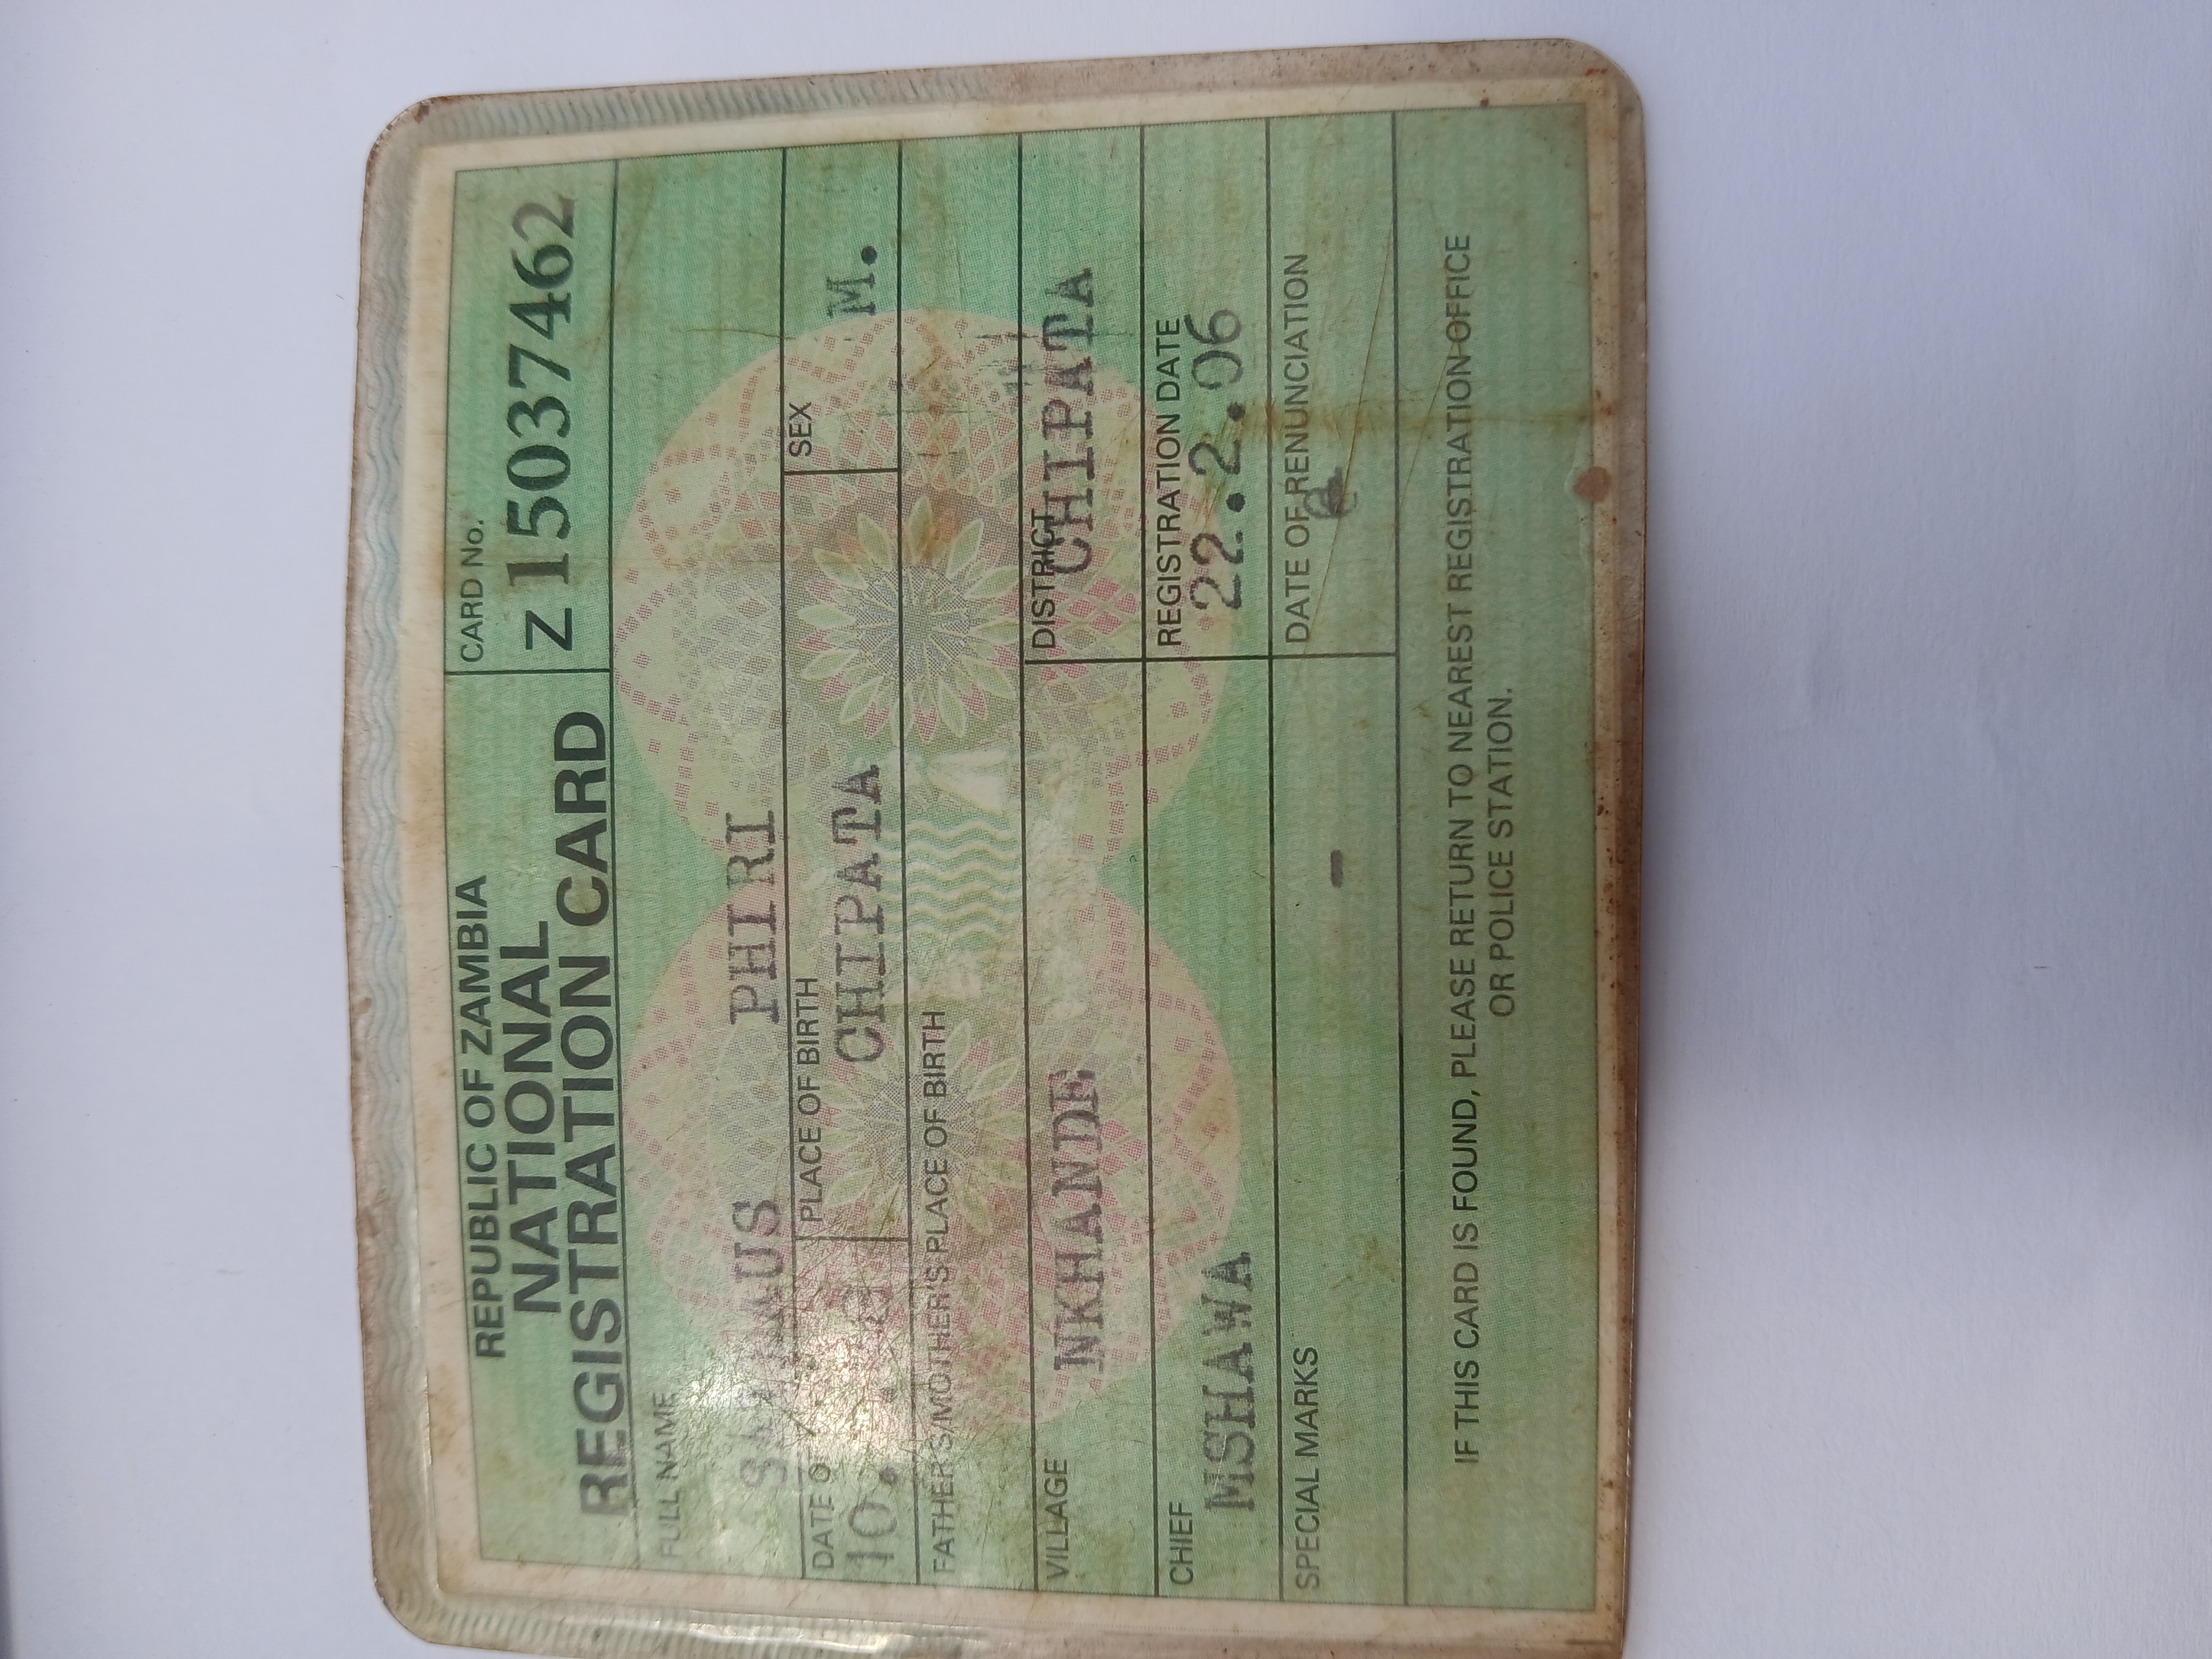 REPUBLIC OF ZAMBIA
NATIONAL
REGISTRATION CARD
CARD No.
Z 15037462
FULL NAME
PHIRI
DATE O
PLACE OF BIRTH
SEX
10.
CHIPATA
M.
FATHER'S/MOTHER'S PLACE OF BIRTH
VILLAGE
DISTRICT
NKHANDE
CHIPATA
CHIEF
REGISTRATION DATE
MSHAWA
22.2.06
SPECIAL MARKS
DATE OF RENUNCIATION
-
IF THIS CARD IS FOUND, PLEASE RETURN TO NEAREST REGISTRATION OFFICE
OR POLICE STATION.